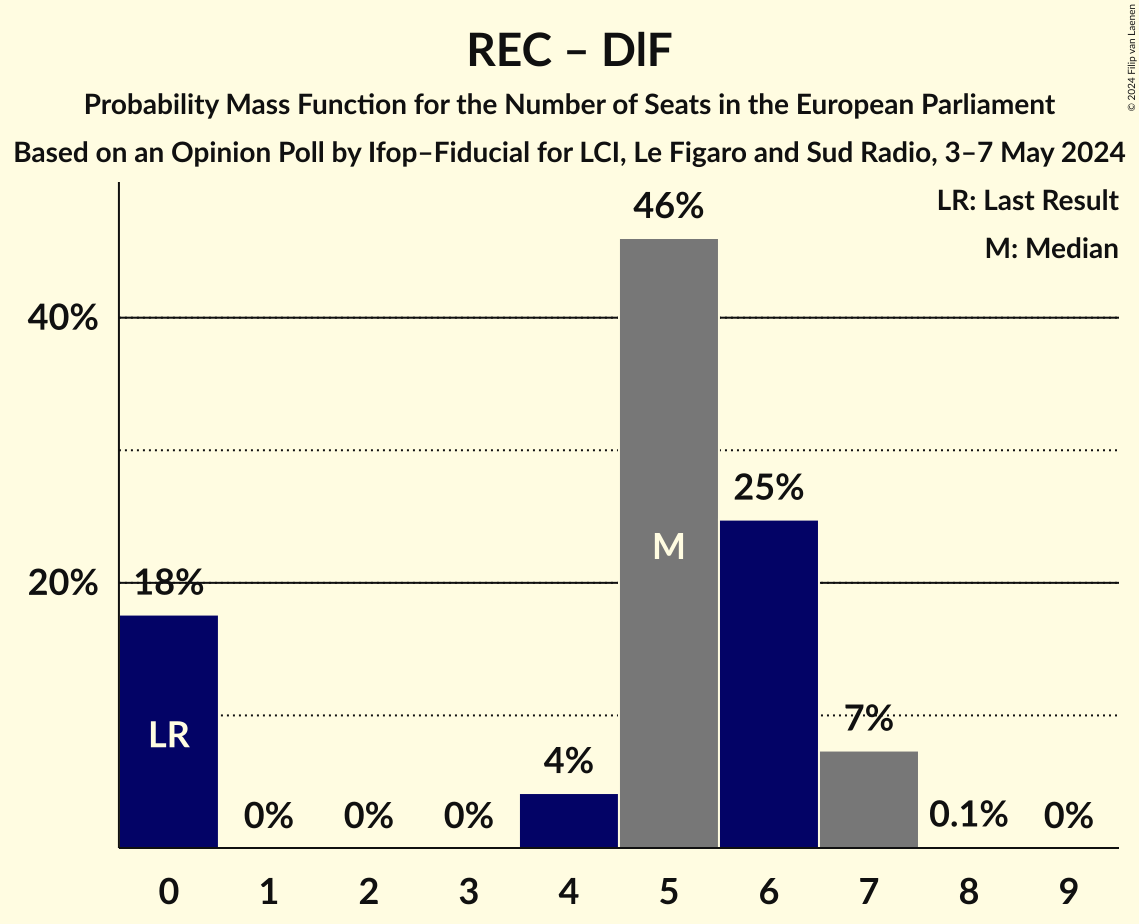 REC – DlF
Probability Mass Function for the Number of Seats in the European Parliament
Based on an Opinion Poll by Ifop–Fiducial for LCI, Le Figaro and Sud Radio, 3–7 May 2024
© 2024 Filip van Laenen
LR: Last Result
M: Median
46%
40%
25%
M
18%
20%
7%
LR
4%
0%
0%
0%
0.1%
0%
0 1 2 3 4 5 6 7 8 9